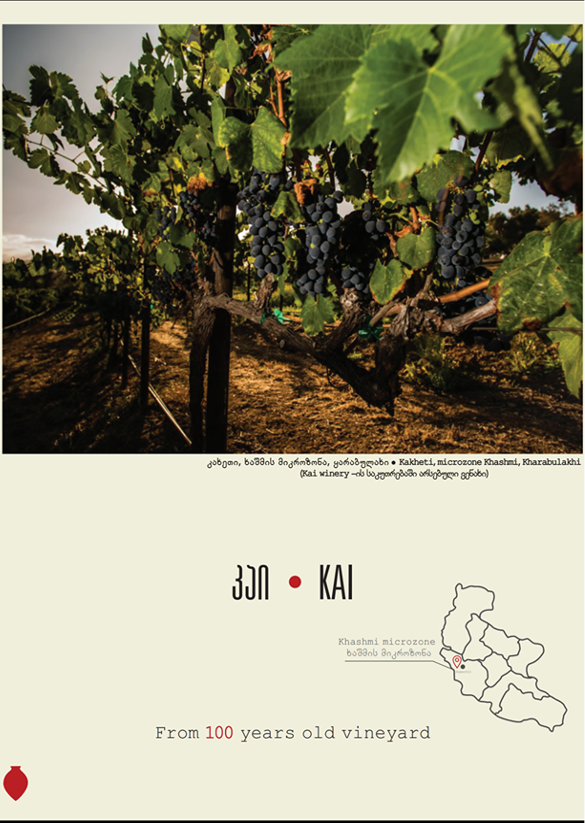 კახეთი, ხაშმის მიკროზონა, ყარაბულახი • Kakheti, microzone Khashmi, Kharabulakhi
(Kai winery –ის საკუთრებაში არსებული ვენახი)
კაი • KAI
Khashmi microzone
ხაშმის მიკროზონა
From 100 years old vineyard